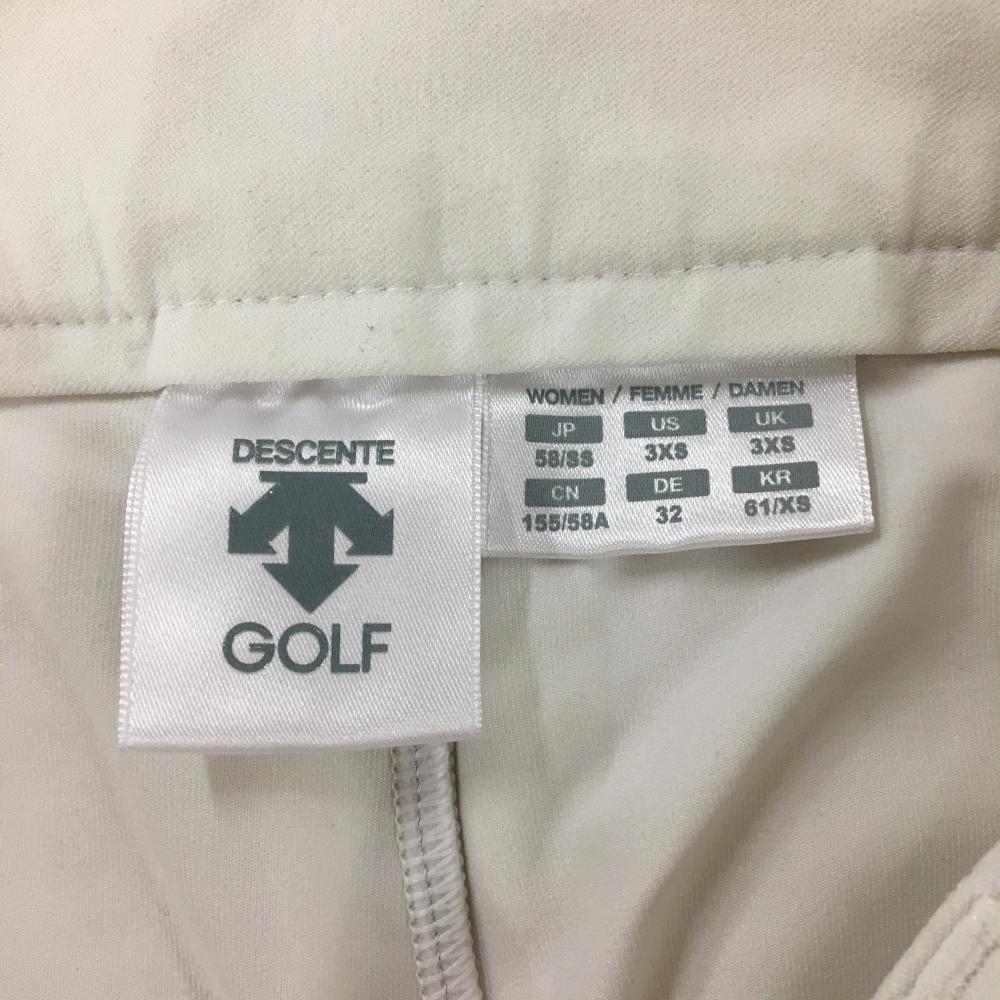 DESCENTE
GOLF
WOMEN / FEMME / DAMEN
JP US UK
58/SS 3XS 3XS
CN DE KR
155/58A 32 61/XS